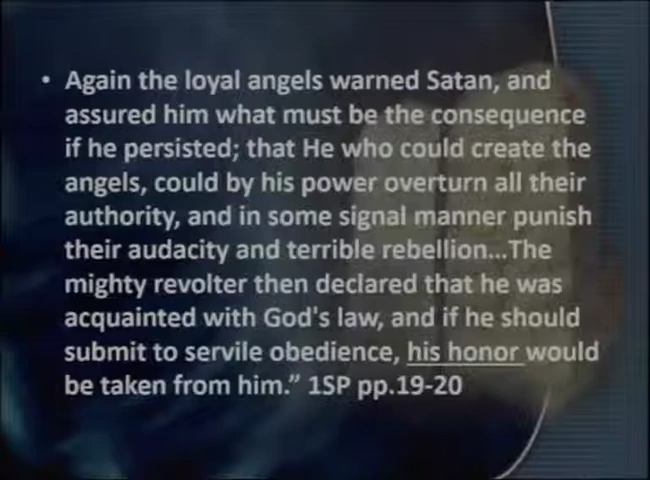 • Again the loyal angels warned Satan, and
assured him what must be the consequence
if he persisted; that He who could create the
angels, could by his power overturn all their
authority, and in some signal manner punish
their audacity and terrible rebellion...The
mighty revolter then declared that he was
acquainted with God's law, and if he should
submit to servile obedience, his honor would
be taken from him.” 1SP pp.19-20